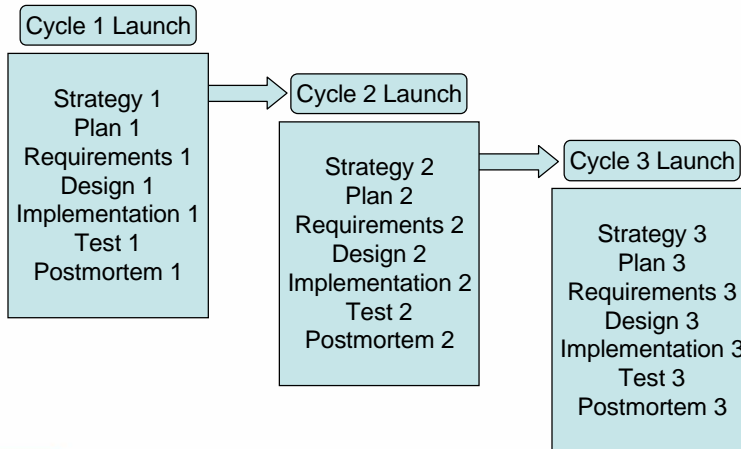 Cycle 1 Launch
Strategy 1
Plan 1
Requirements 1
Design 1
Implementation 1
Test 1
Postmortem 1
Cycle 2 Launch
Strategy 2
Plan 2
Requirements 2
Design 2
Implementation 2
Test 2
Postmortem 2
Cycle 3 Launch
Strategy 3
Plan 3
Requirements 3
Design 3
Implementation 3
Test 3
Postmortem 3